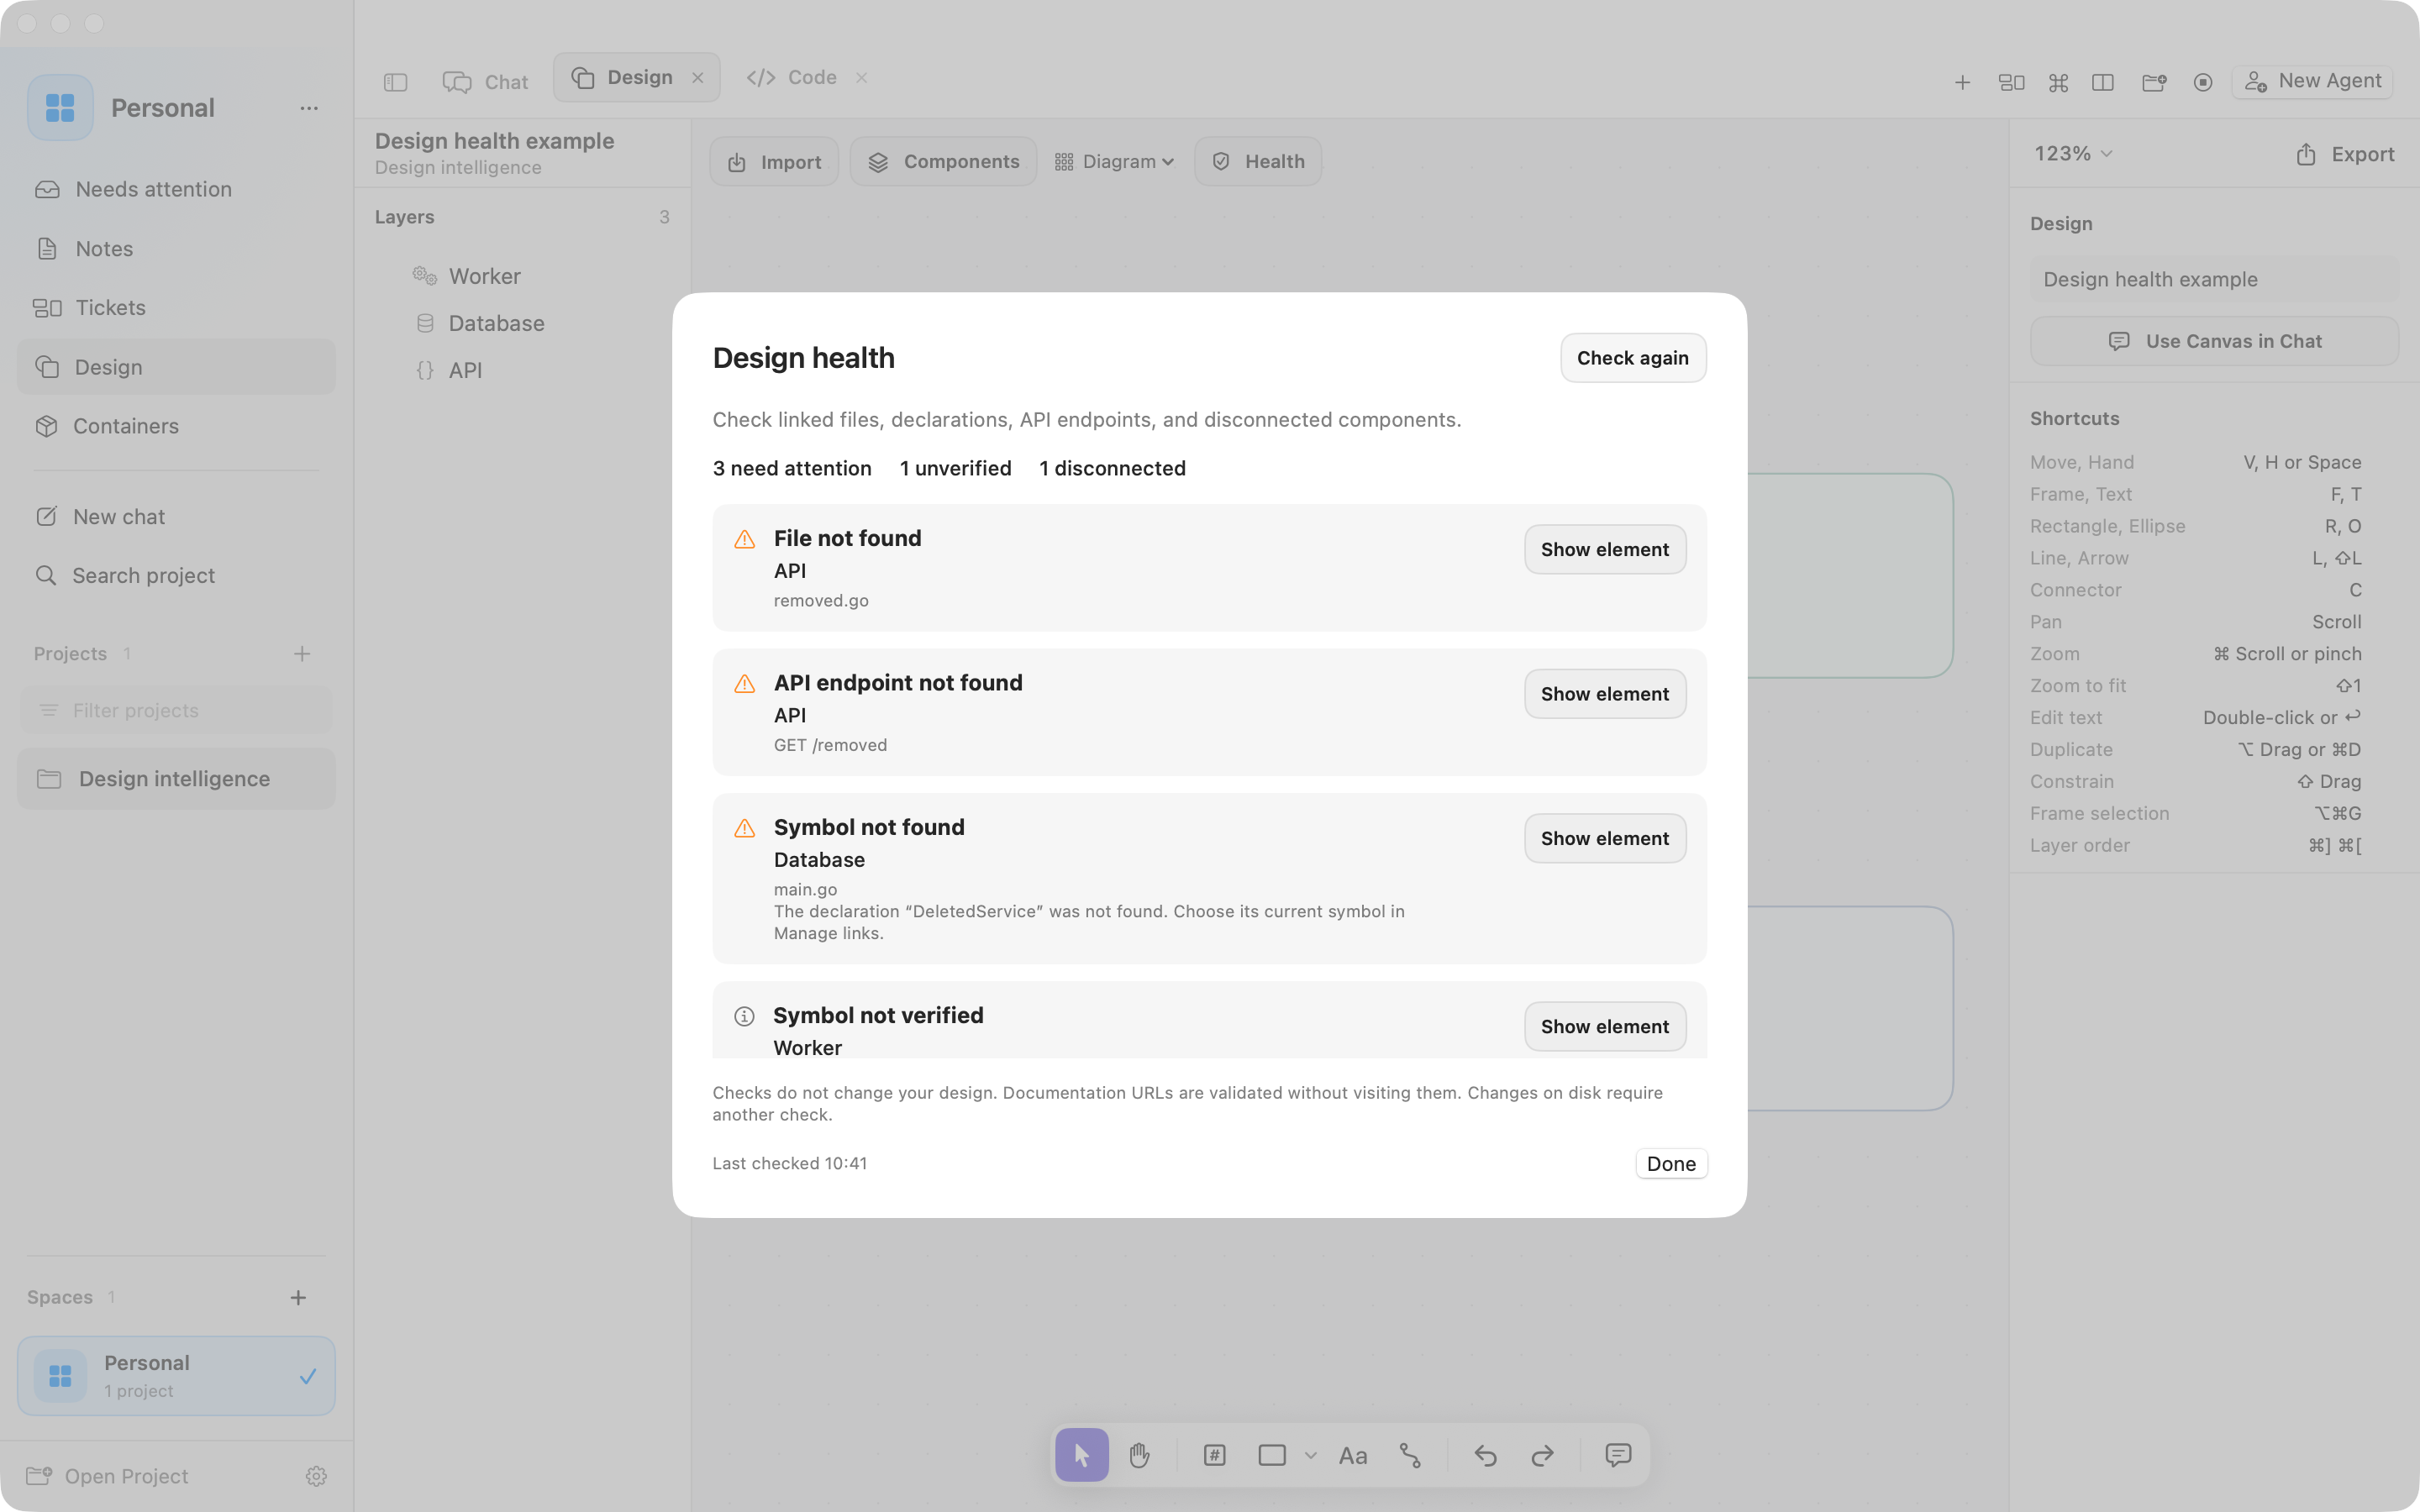 Personal
Needs attention
Notes
Tickets
Design
Containers
New chat
Search project
Projects 1
Filter projects
Design intelligence
Spaces 1
Personal
1 project
Open Project
Chat
Design
Code
New Agent
Design health example
Design intelligence
Layers 3
Worker
Database
API
Import
Components
Diagram
Health
Design health
Check again
Check linked files, declarations, API endpoints, and disconnected components.
3 need attention 1 unverified 1 disconnected
File not found
API
removed.go
Show element
API endpoint not found
API
GET /removed
Show element
Symbol not found
Database
main.go
The declaration “DeletedService” was not found. Choose its current symbol in
Manage links.
Show element
Symbol not verified
Worker
Show element
Checks do not change your design. Documentation URLs are validated without visiting them. Changes on disk require
another check.
Last checked 10:41
Done
Aa
123%
Export
Design
Design health example
Use Canvas in Chat
Shortcuts
Move, Hand V, H or Space
Frame, Text F, T
Rectangle, Ellipse R, O
Line, Arrow L, ⇧L
Connector C
Pan Scroll
Zoom ⌘ Scroll or pinch
Zoom to fit ⇧1
Edit text Double-click or ↩
Duplicate ⌥ Drag or ⌘D
Constrain ⇧ Drag
Frame selection ⌥⌘G
Layer order ⌘] ⌘[